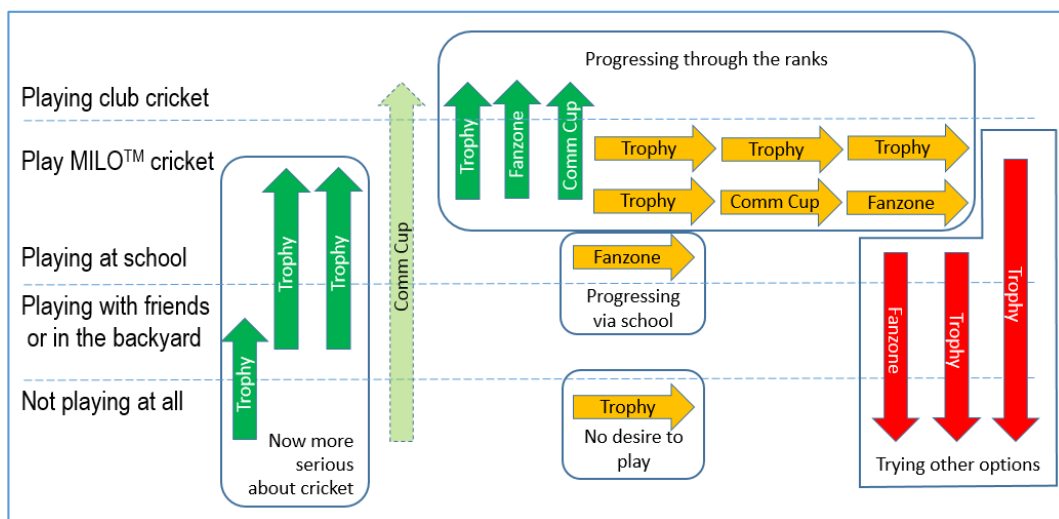 Progressing through the ranks
Playing club cricket
Trophy
Fanzone
Comm Cup
Play MILO™ cricket
Trophy
Trophy
Trophy
Trophy
Comm Cup
Fanzone
Trophy
Trophy
Comm Cup
Playing at school
Fanzone
Progressing
via school
Playing with friends
or in the backyard
Trophy
Not playing at all
Trophy
No desire to
play
Now more
serious
about cricket
Fanzone
Trophy
Trophy
Trying other options